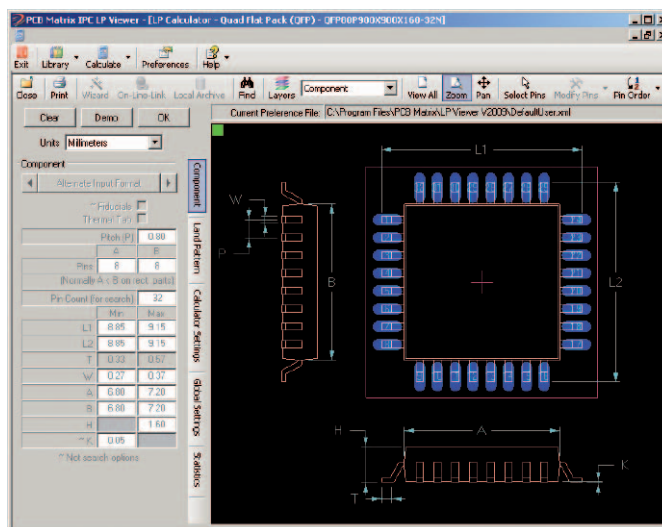 PCB Matrix IPC LP Viewer - [LP Calculator - Quad Flat Pack (QFP) - QFP80P900X900X160-32N]
Exit Library Calculate Preferences Help
Close Print Wizard On-Line-Link Local Archive Find Layers Component View All Zoom Pan Select Pins Modify Pins Pin Order
Clear Demo OK
Current Preference File: C:\Program Files\PCB Matrix\LP Viewer V2009\DefaultUser.xml
Units Millimeters
Component
Alternate Input Format
Fiducials
Thermal Tab
Pitch (P) 0.80
A B
Pins 8 8
(Normally A < B on rect. parts)
Pin Count (for search) 32
Min Max
L1 8.85 9.15
L2 8.85 9.15
T 0.33 0.57
W 0.27 0.37
A 6.80 7.20
B 6.80 7.20
H 1.60
K 0.05
Not search options
Component
Land Pattern
Calculator Settings
Global Settings
Statistics
L1
W
P
B
L2
H
A
K
T